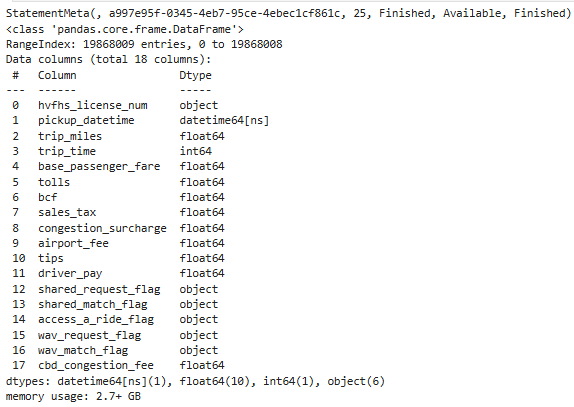 StatementMeta(, a997e95f-0345-4eb7-95ce-4ebec1cf861c, 25, Finished, Available, Finished)
<class 'pandas.core.frame.DataFrame'>
RangeIndex: 19868009 entries, 0 to 19868008
Data columns (total 18 columns):
 #   Column                Dtype
---  ------                -----
 0   hvfhs_license_num     object
 1   pickup_datetime       datetime64[ns]
 2   trip_miles            float64
 3   trip_time             int64
 4   base_passenger_fare   float64
 5   tolls                 float64
 6   bcf                   float64
 7   sales_tax             float64
 8   congestion_surcharge  float64
 9   airport_fee           float64
 10  tips                  float64
 11  driver_pay            float64
 12  shared_request_flag   object
 13  shared_match_flag     object
 14  access_a_ride_flag    object
 15  wav_request_flag      object
 16  wav_match_flag        object
 17  cbd_congestion_fee    float64
dtypes: datetime64[ns](1), float64(10), int64(1), object(6)
memory usage: 2.7+ GB